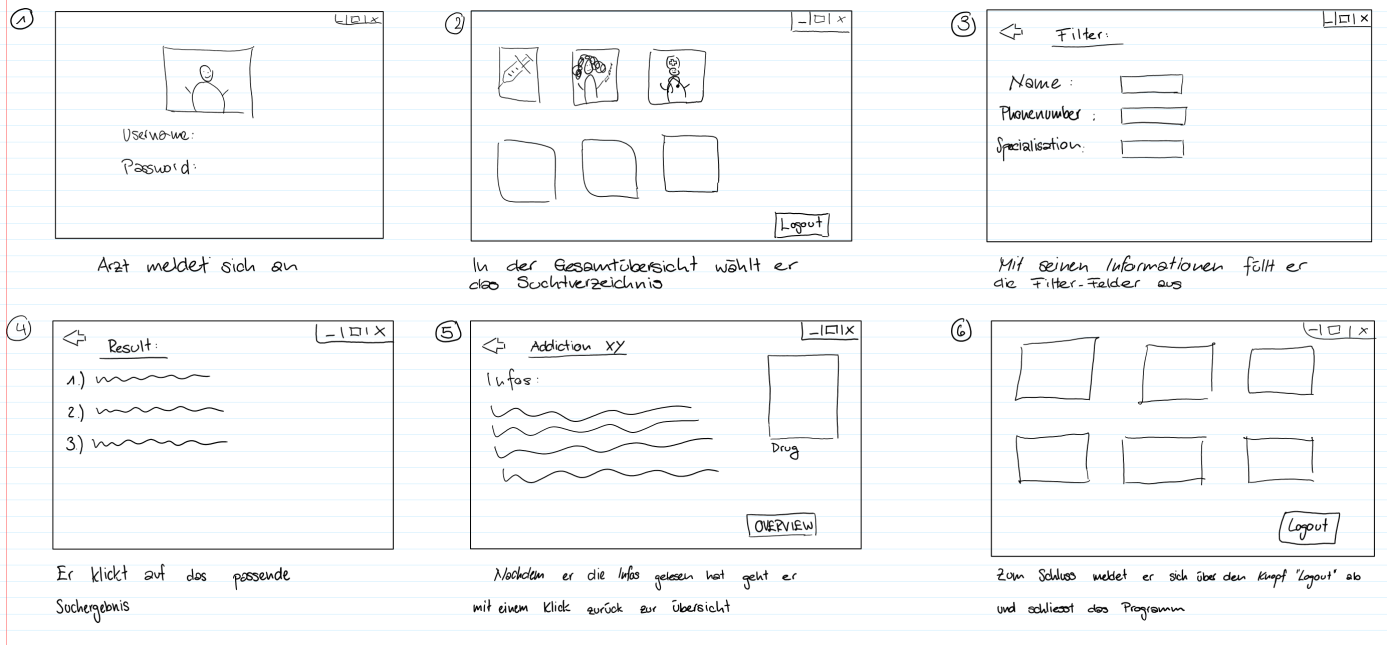 1
Username:
Password:
Arzt meldet sich an
2
Logout
In der Gesamtübersicht wählt er
das Suchtverzeichnis
3
Filter:
Name :
Phonenumber :
Specialisation:
Mit seinen Informationen füllt er
die Filter-Felder aus
4
Result:
1.)
2.)
3.)
Er klickt auf das passende
Suchergebnis
5
Addiction XY
Infos:
Drug
OVERVIEW
Nachdem er die Infos gelesen hat geht er
mit einem Klick zurück zur Übersicht
6
Logout
Zum Schluss meldet er sich über den Knopf "Logout" ab
und schliesst das Programm